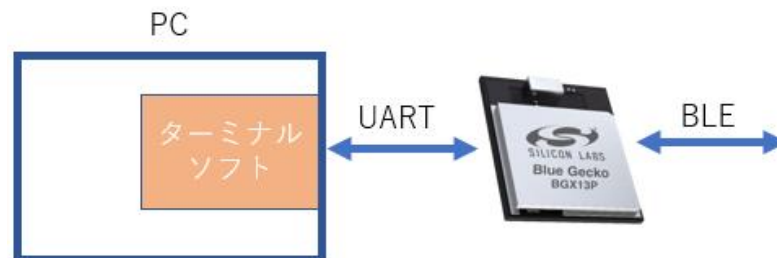 PC
ターミナル
ソフト
UART
SILICON LABS
Blue Gecko
BGX13P
BLE